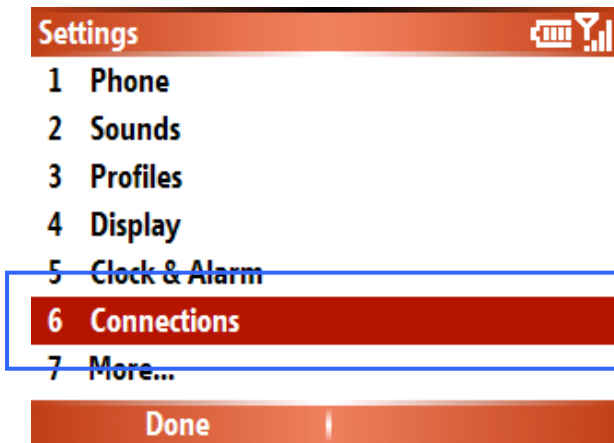 Settings
1 Phone
2 Sounds
3 Profiles
4 Display
5 Clock & Alarm
6 Connections
7 More...
Done